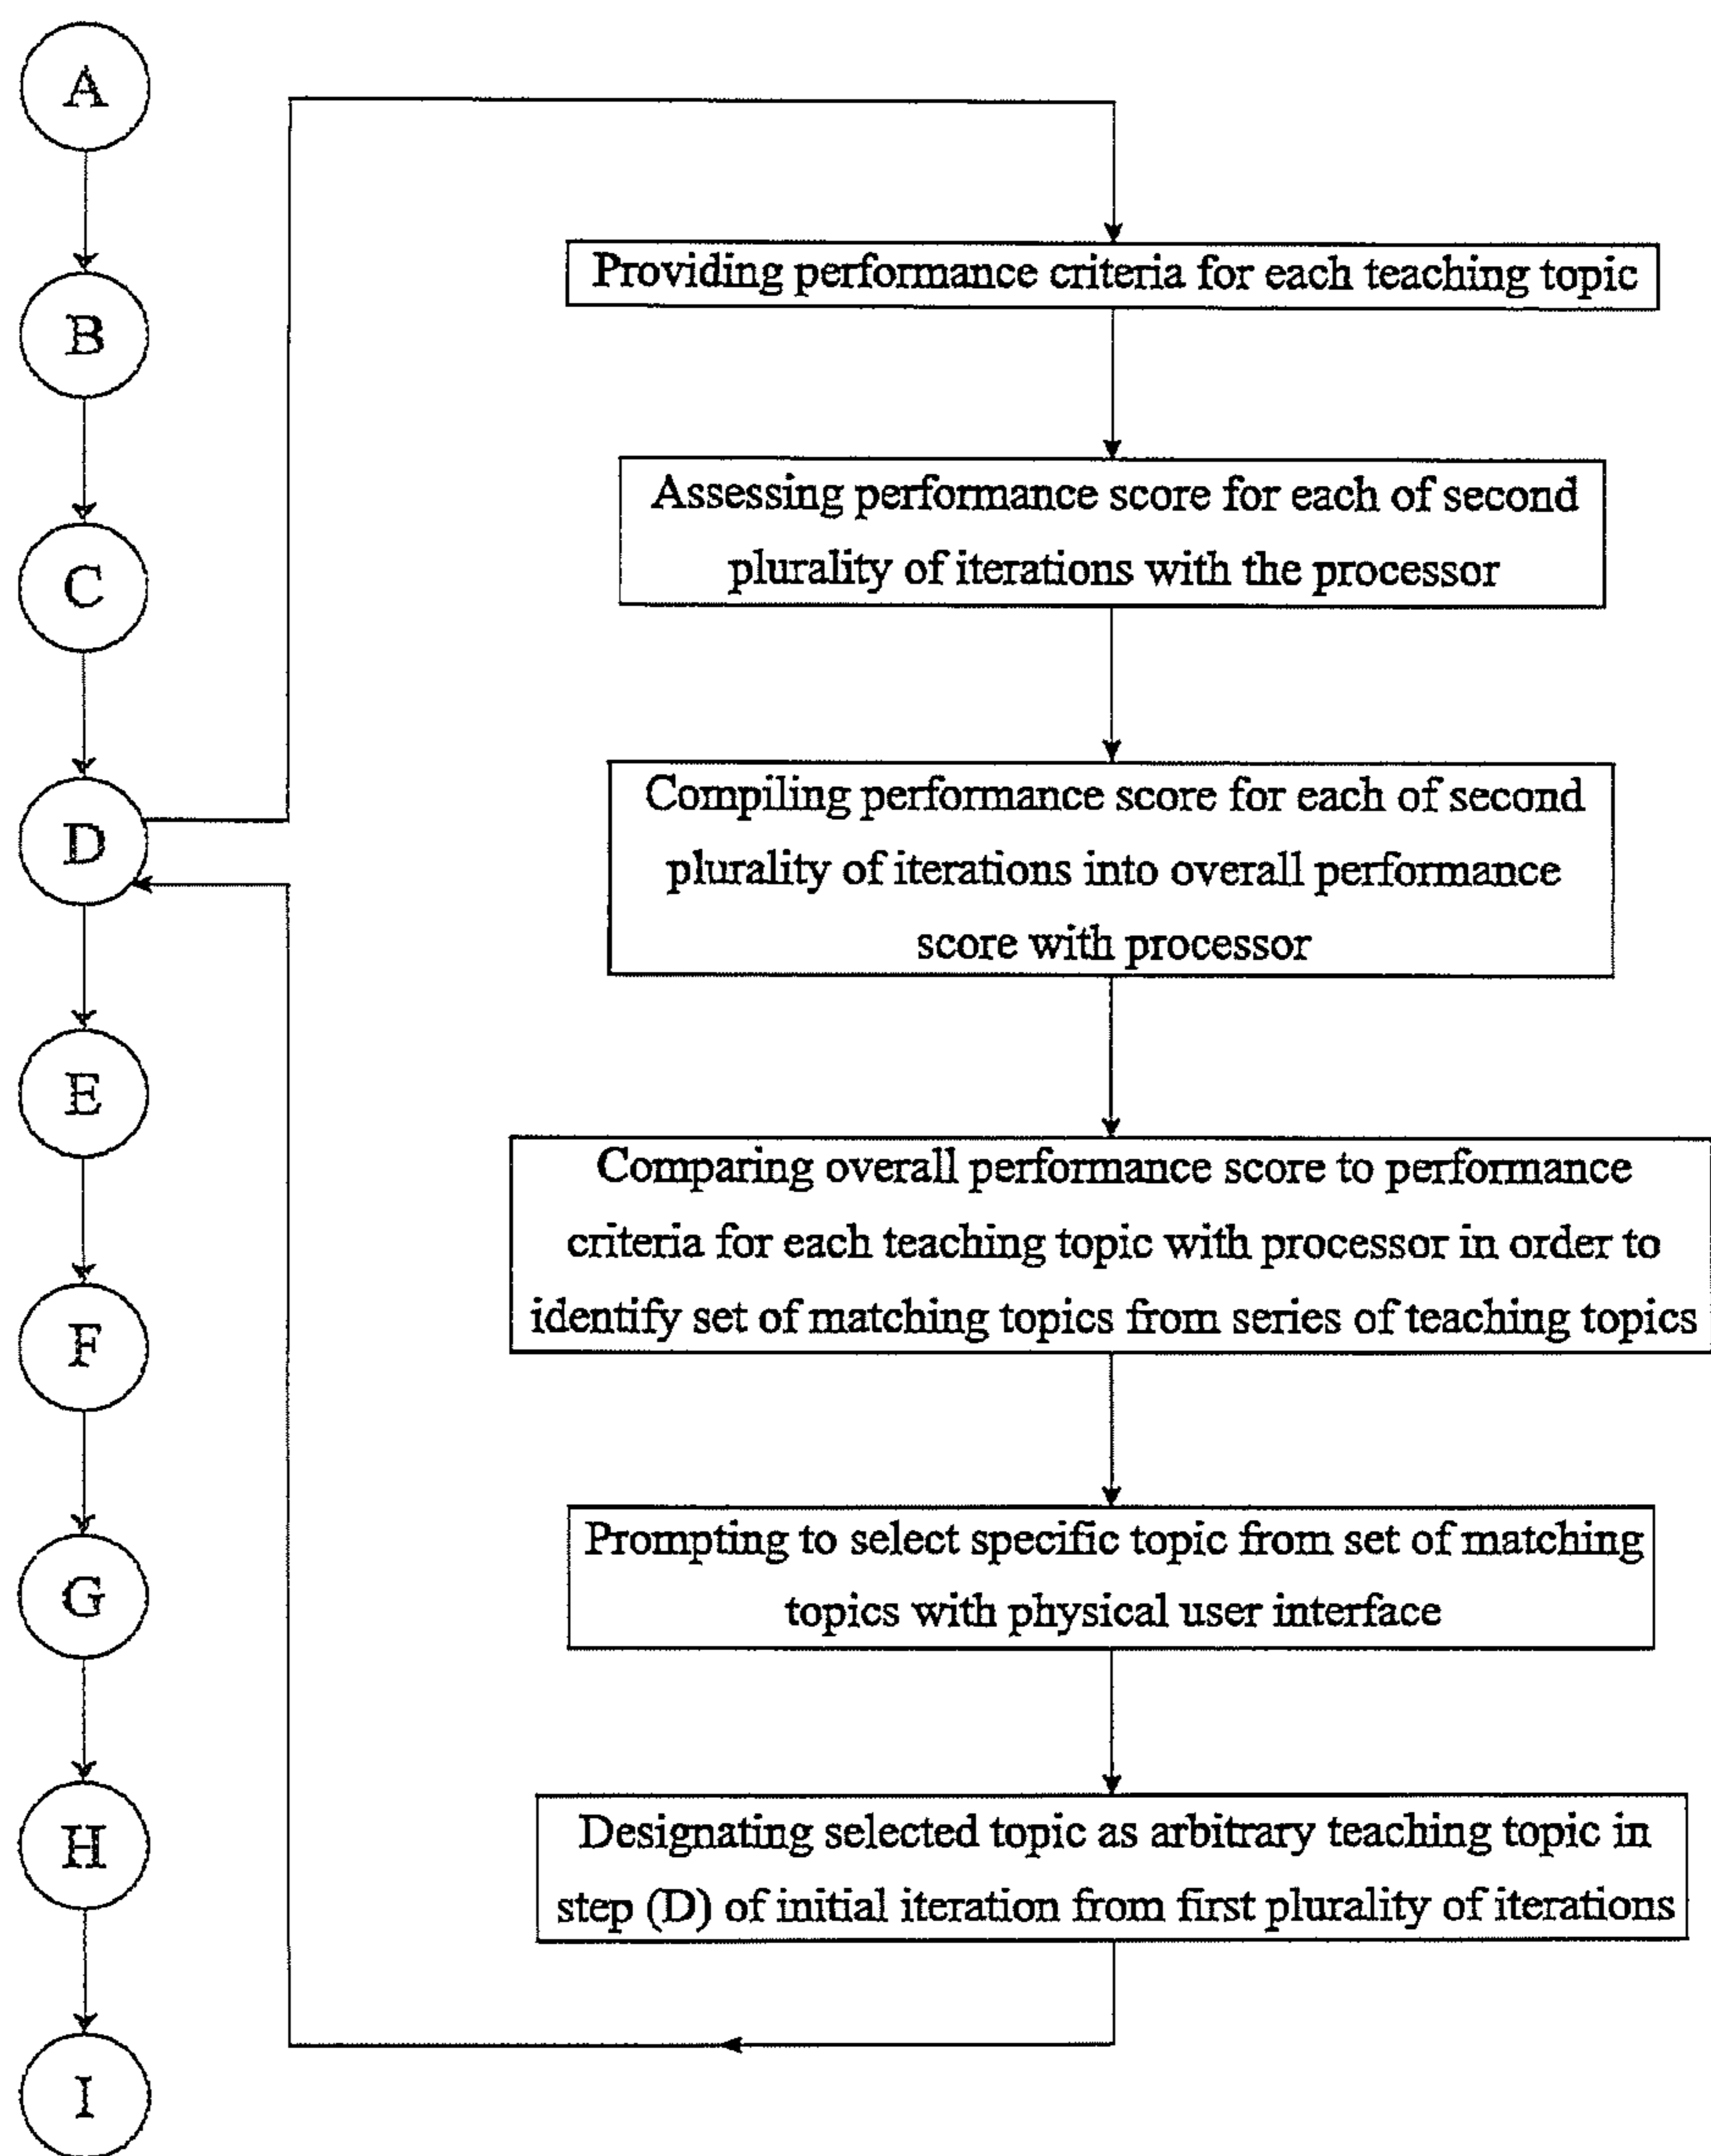 A
B
C
D
E
F
G
H
I
Providing performance criteria for each teaching topic
Assessing performance score for each of second
plurality of iterations with the processor
Compiling performance score for each of second
plurality of iterations into overall performance
score with processor
Comparing overall performance score to performance
criteria for each teaching topic with processor in order to
identify set of matching topics from series of teaching topics
Prompting to select specific topic from set of matching
topics with physical user interface
Designating selected topic as arbitrary teaching topic in
step (D) of initial iteration from first plurality of iterations